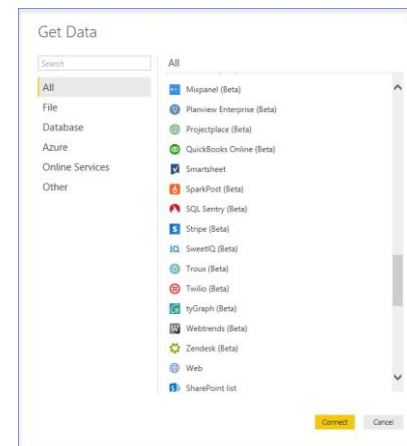 Get Data
Search
All
File
Database
Azure
Online Services
Other
All
Mixpanel (Beta)
Planview Enterprise (Beta)
Projectplace (Beta)
QuickBooks Online (Beta)
Smartsheet
SparkPost (Beta)
SQL Sentry (Beta)
Stripe (Beta)
SweetIQ (Beta)
Troux (Beta)
Twilio (Beta)
tyGraph (Beta)
Webtrends (Beta)
Zendesk (Beta)
Web
SharePoint list
Connect
Cancel